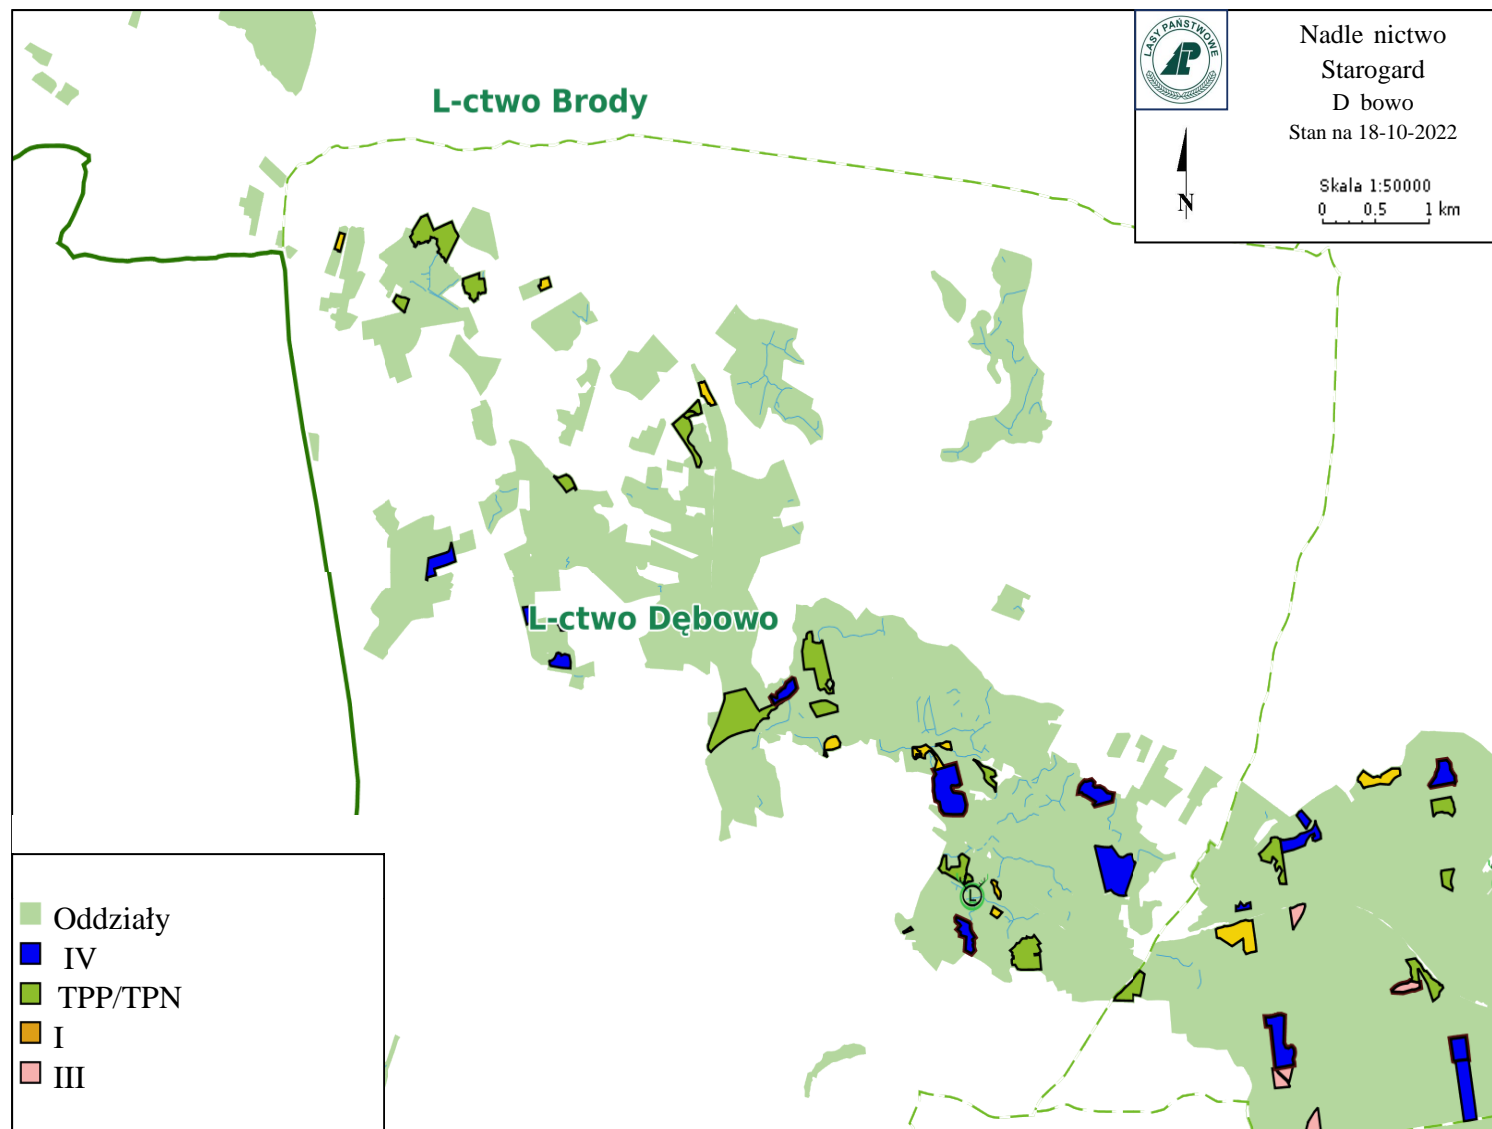 LASY PAŃSTWOWE
Nadle nictwo
Starogard
D bowo
Stan na 18-10-2022
Skala 1:50000
0 0.5 1 km
N
L-ctwo Brody
L-ctwo Dębowo
L
Oddziały
IV
TPP/TPN
I
III